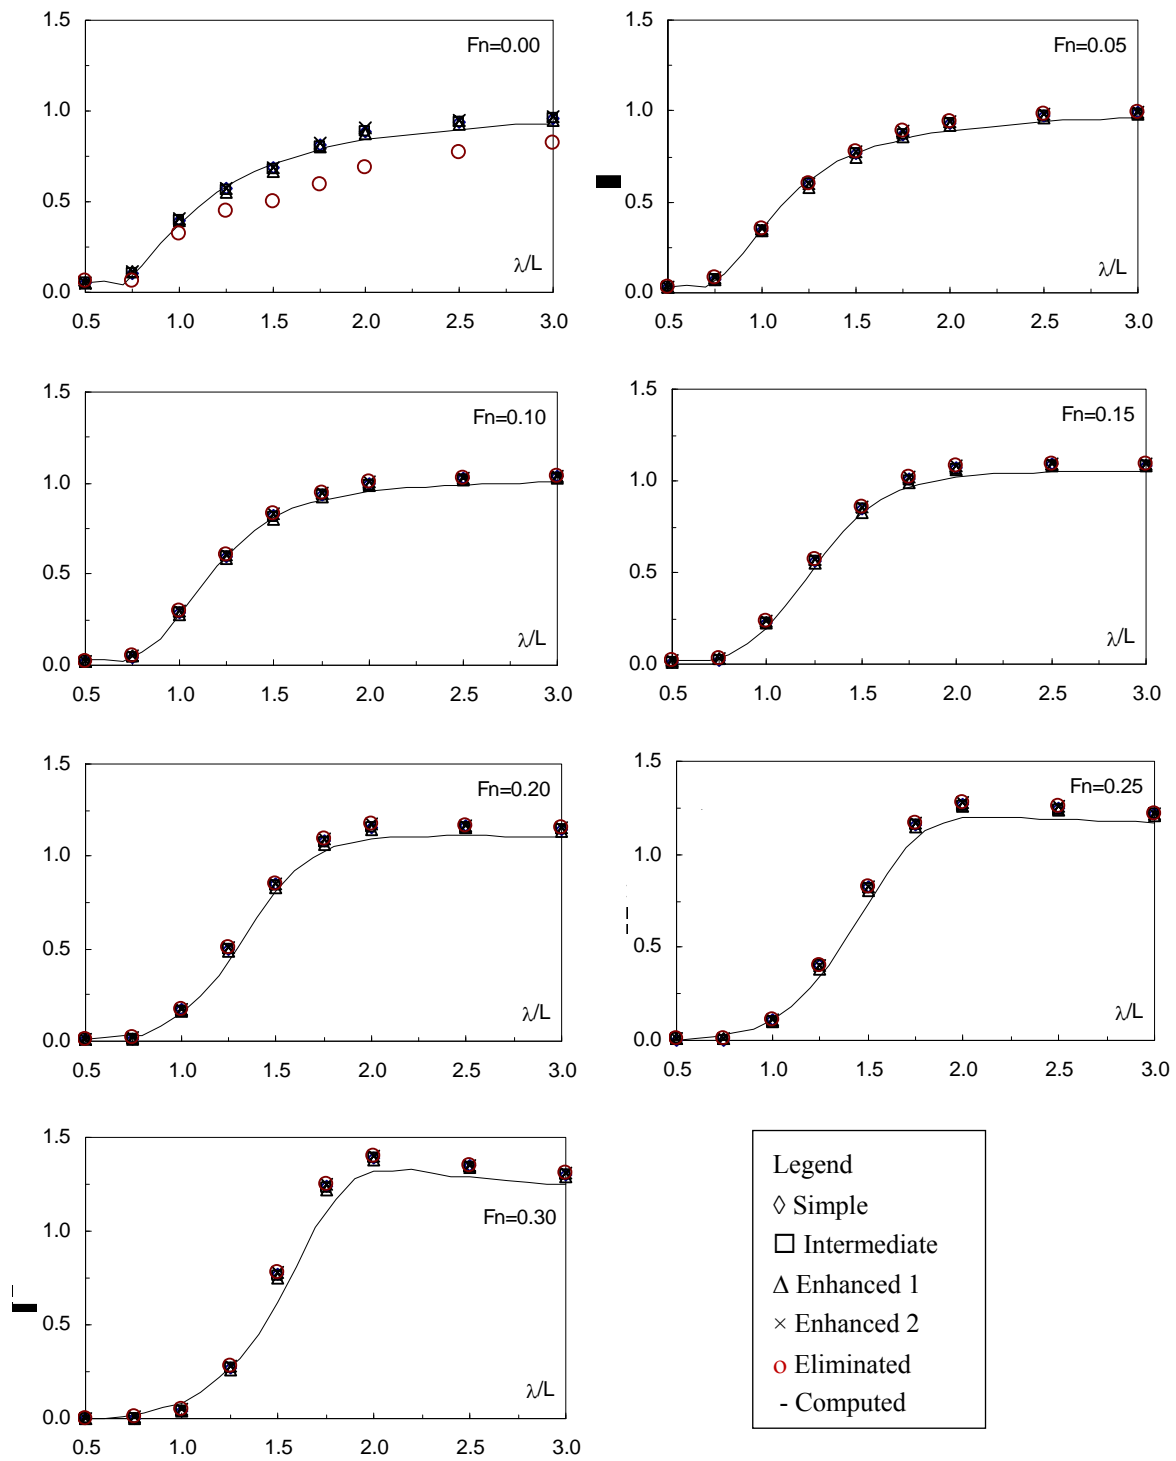 1.5
Fn=0.00
1.0
0.5
λ/L
0.0
0.5 1.0 1.5 2.0 2.5 3.0
1.5
Fn=0.05
1.0
0.5
λ/L
0.0
0.5 1.0 1.5 2.0 2.5 3.0
1.5
Fn=0.10
1.0
0.5
λ/L
0.0
0.5 1.0 1.5 2.0 2.5 3.0
1.5
Fn=0.15
1.0
0.5
λ/L
0.0
0.5 1.0 1.5 2.0 2.5 3.0
1.5
Fn=0.20
1.0
0.5
λ/L
0.0
0.5 1.0 1.5 2.0 2.5 3.0
1.5
Fn=0.25
1.0
0.5
λ/L
0.0
0.5 1.0 1.5 2.0 2.5 3.0
1.5
Fn=0.30
1.0
0.5
λ/L
0.0
0.5 1.0 1.5 2.0 2.5 3.0
Legend
◊ Simple
□ Intermediate
Δ Enhanced 1
× Enhanced 2
o Eliminated
- Computed